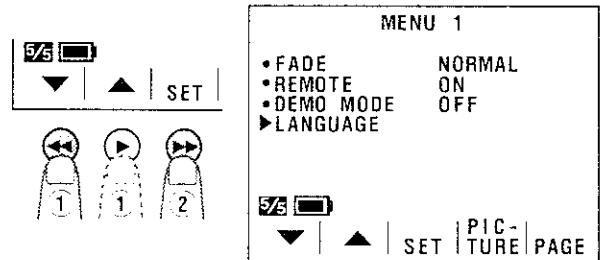 5/5
SET
1 1 2
MENU 1
•FADE NORMAL
•REMOTE ON
•DEMO MODE OFF
▶LANGUAGE
5/5
SET PIC-TURE PAGE